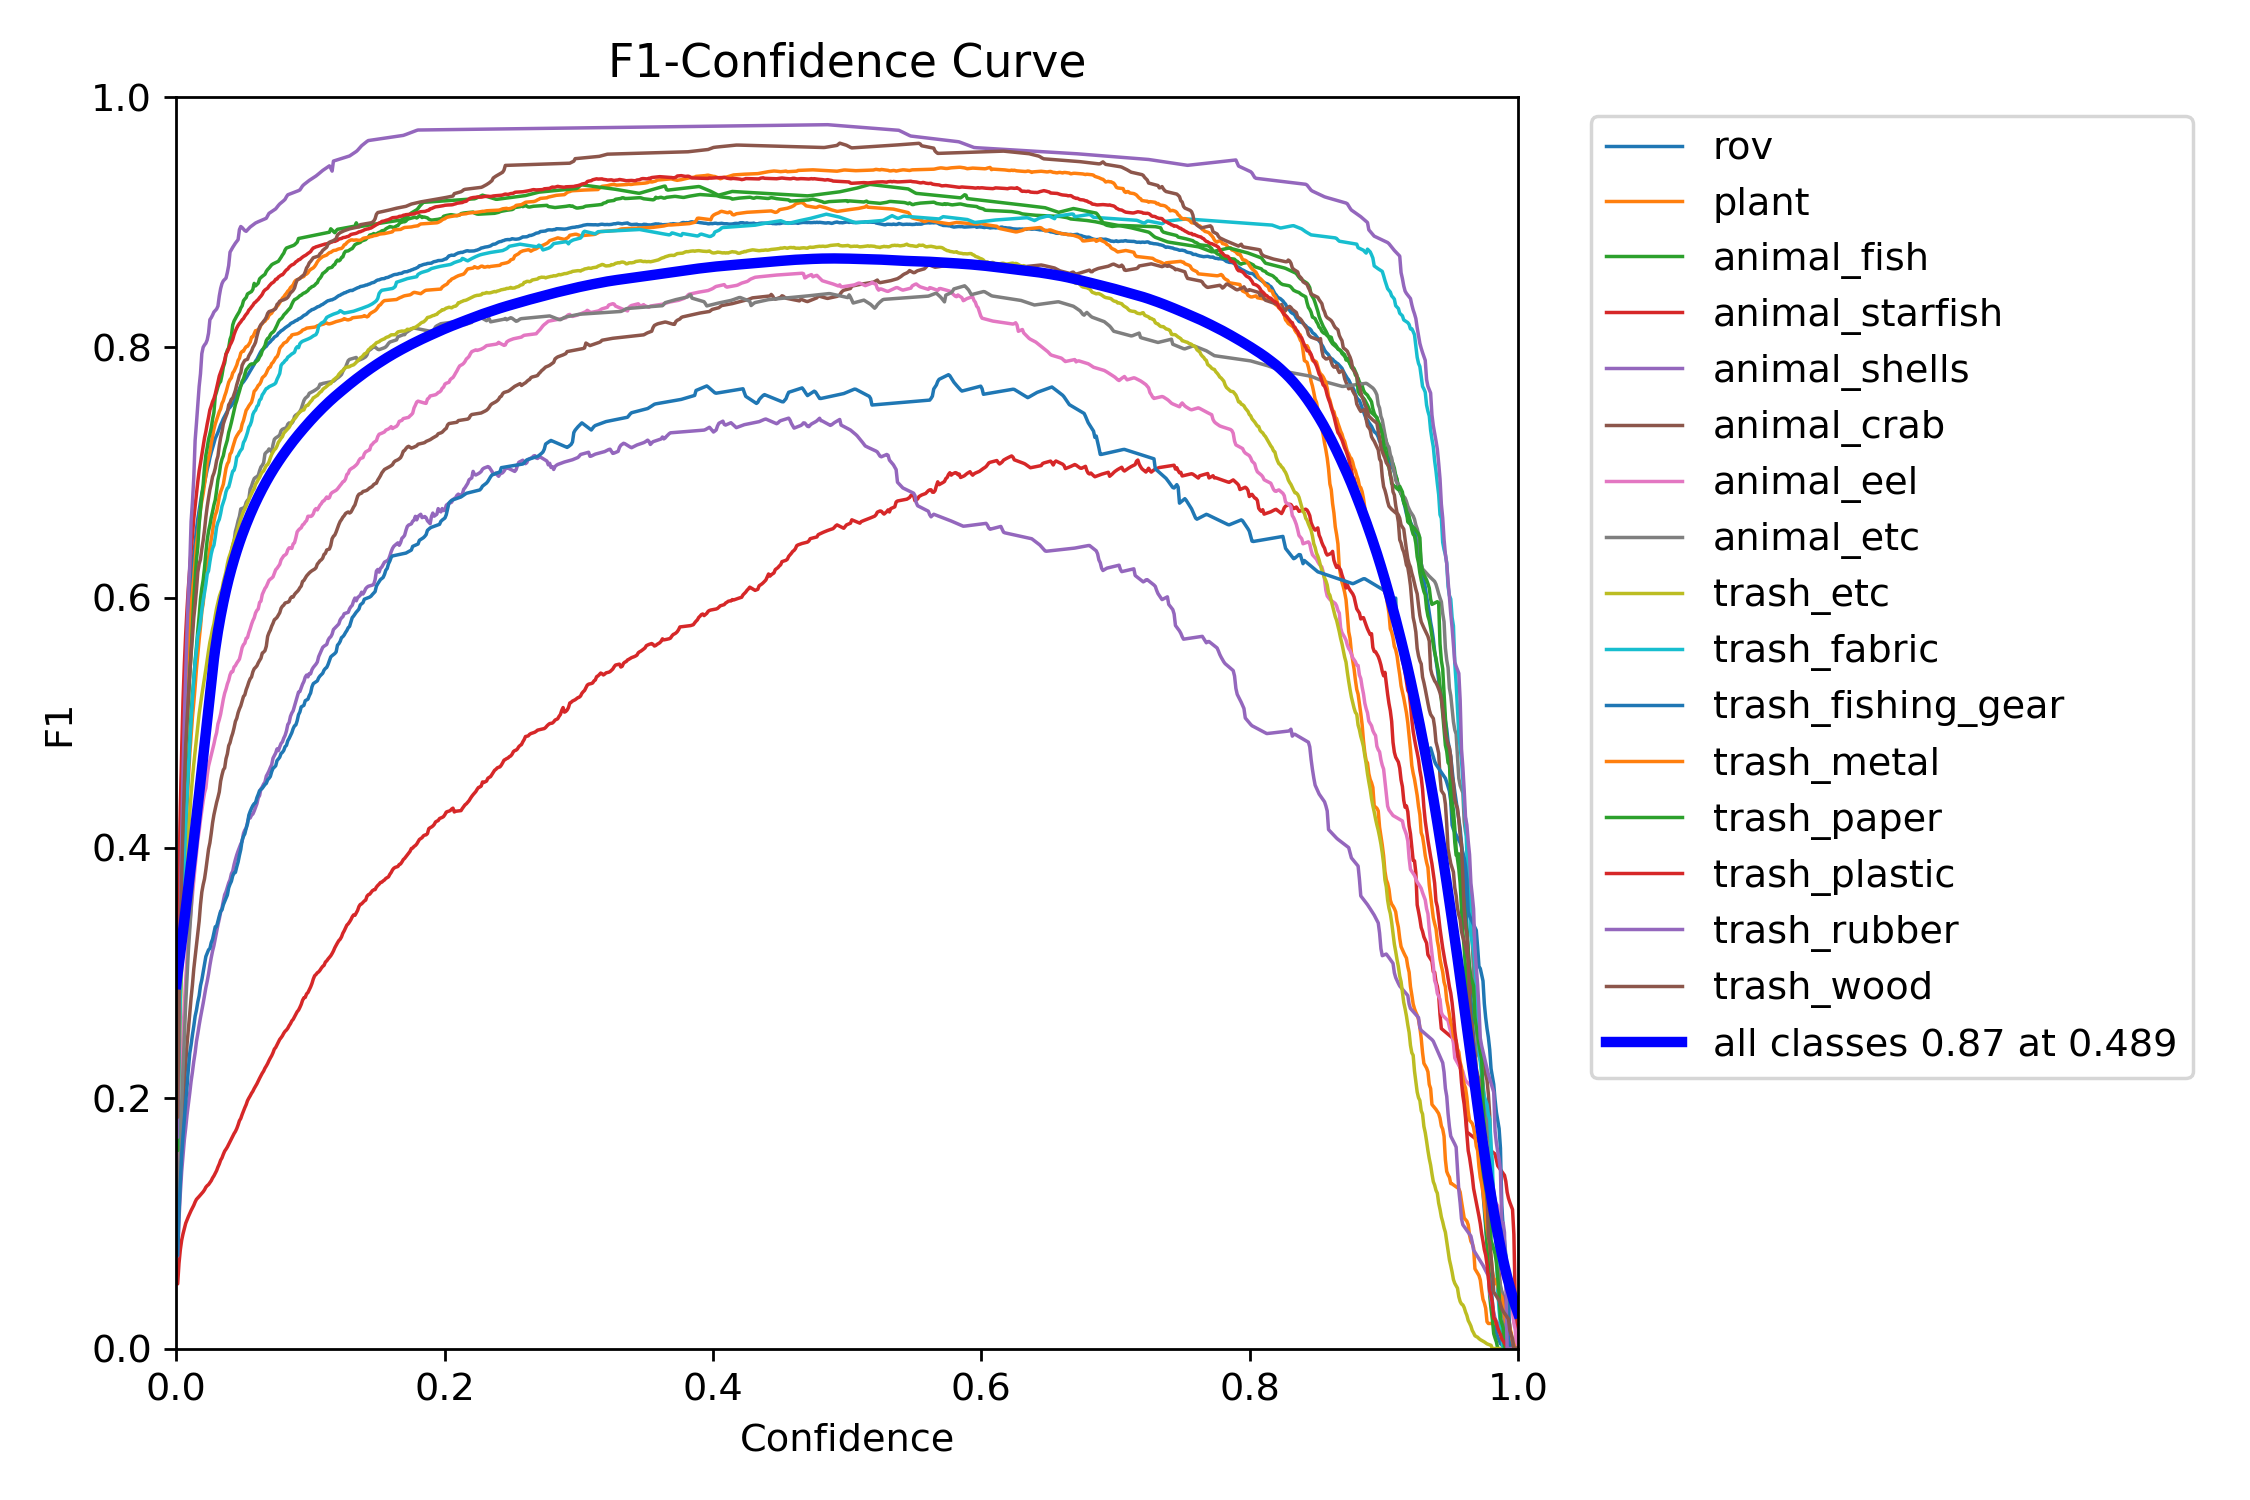 F1-Confidence Curve
1.0
0.8
0.6
0.4
0.2
0.0
F1
0.0 0.2 0.4 0.6 0.8 1.0
Confidence
rov
plant
animal_fish
animal_starfish
animal_shells
animal_crab
animal_eel
animal_etc
trash_etc
trash_fabric
trash_fishing_gear
trash_metal
trash_paper
trash_plastic
trash_rubber
trash_wood
all classes 0.87 at 0.489